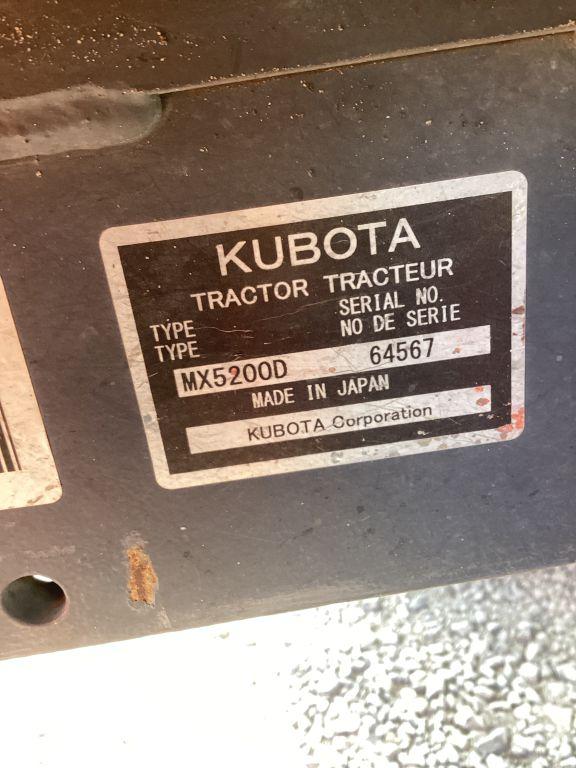 KUBOTA
TRACTOR TRACTEUR
TYPE SERIAL NO.
TYPE NO DE SERIE
MX5200D 64567
MADE IN JAPAN
KUBOTA Corporation